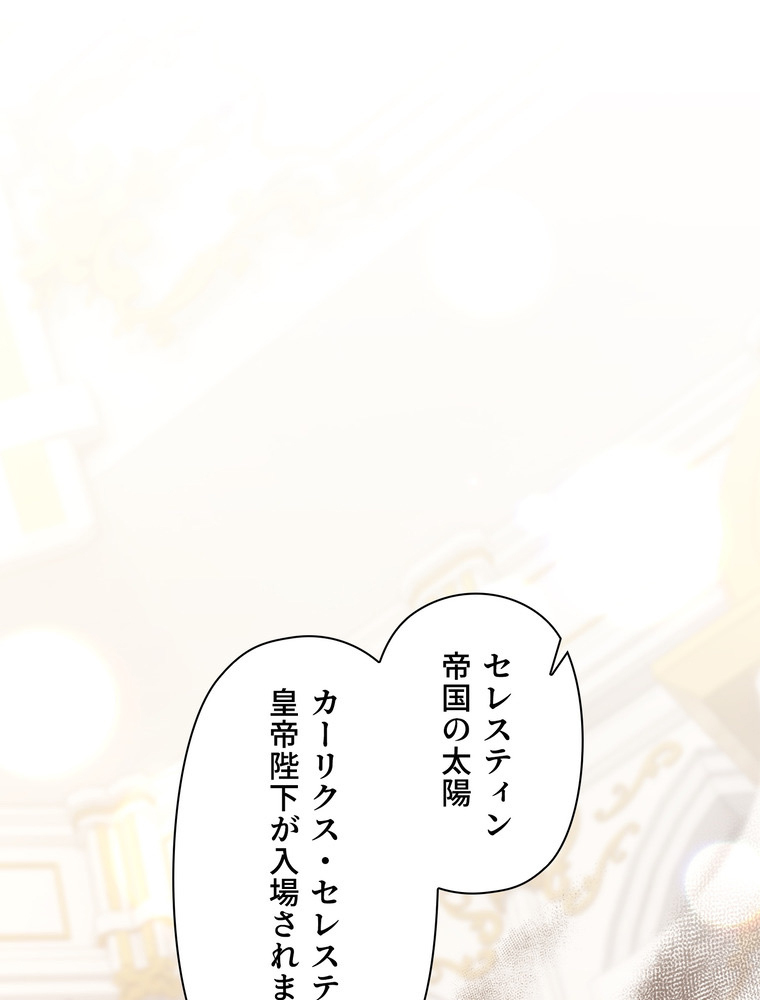 セレスティン
帝国の太陽
カーリクス・セレステ
皇帝陛下が入場されま